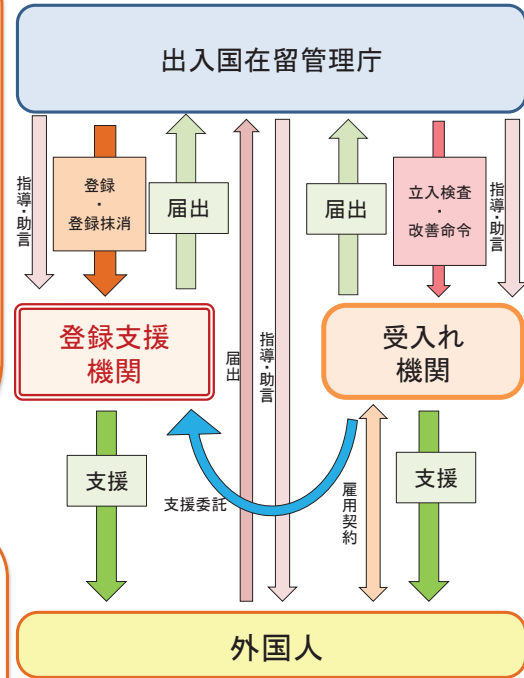 出入国在留管理庁
指導・助言
登録
・
登録抹消
届出
届出
立入検査
・
改善命令
指導・助言
登録支援
機関
届出
指導・助言
受入れ
機関
支援
支援委託
雇用契約
支援
外国人